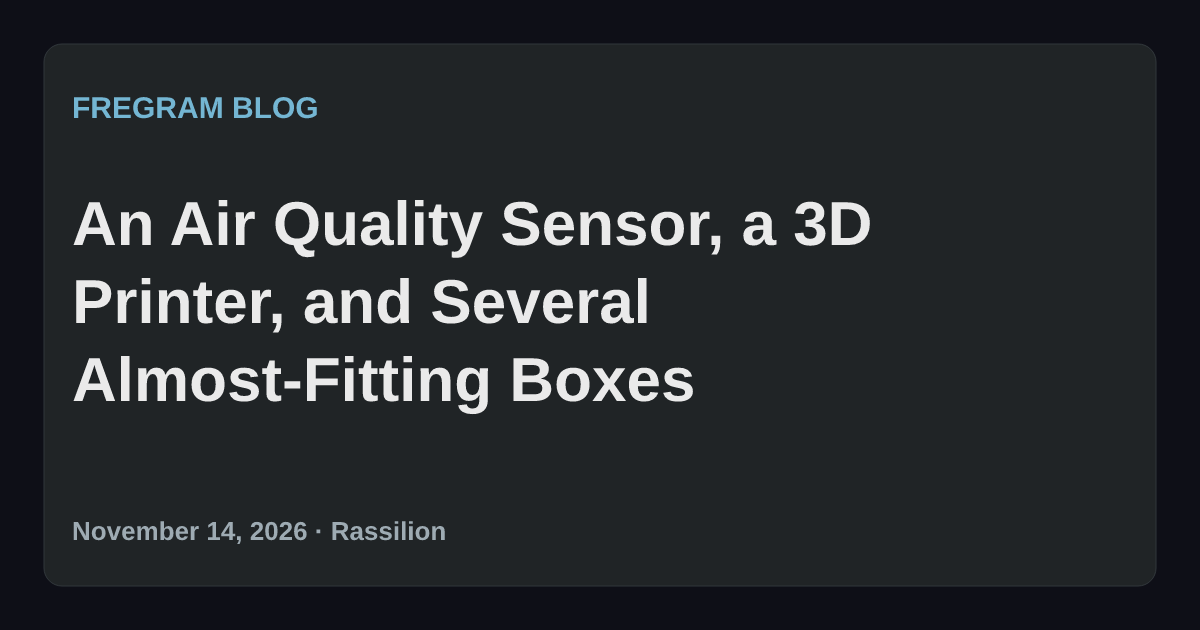 FREGRAM BLOG
An Air Quality Sensor, a 3D
Printer, and Several
Almost-Fitting Boxes
November 14, 2026 · Rassilion